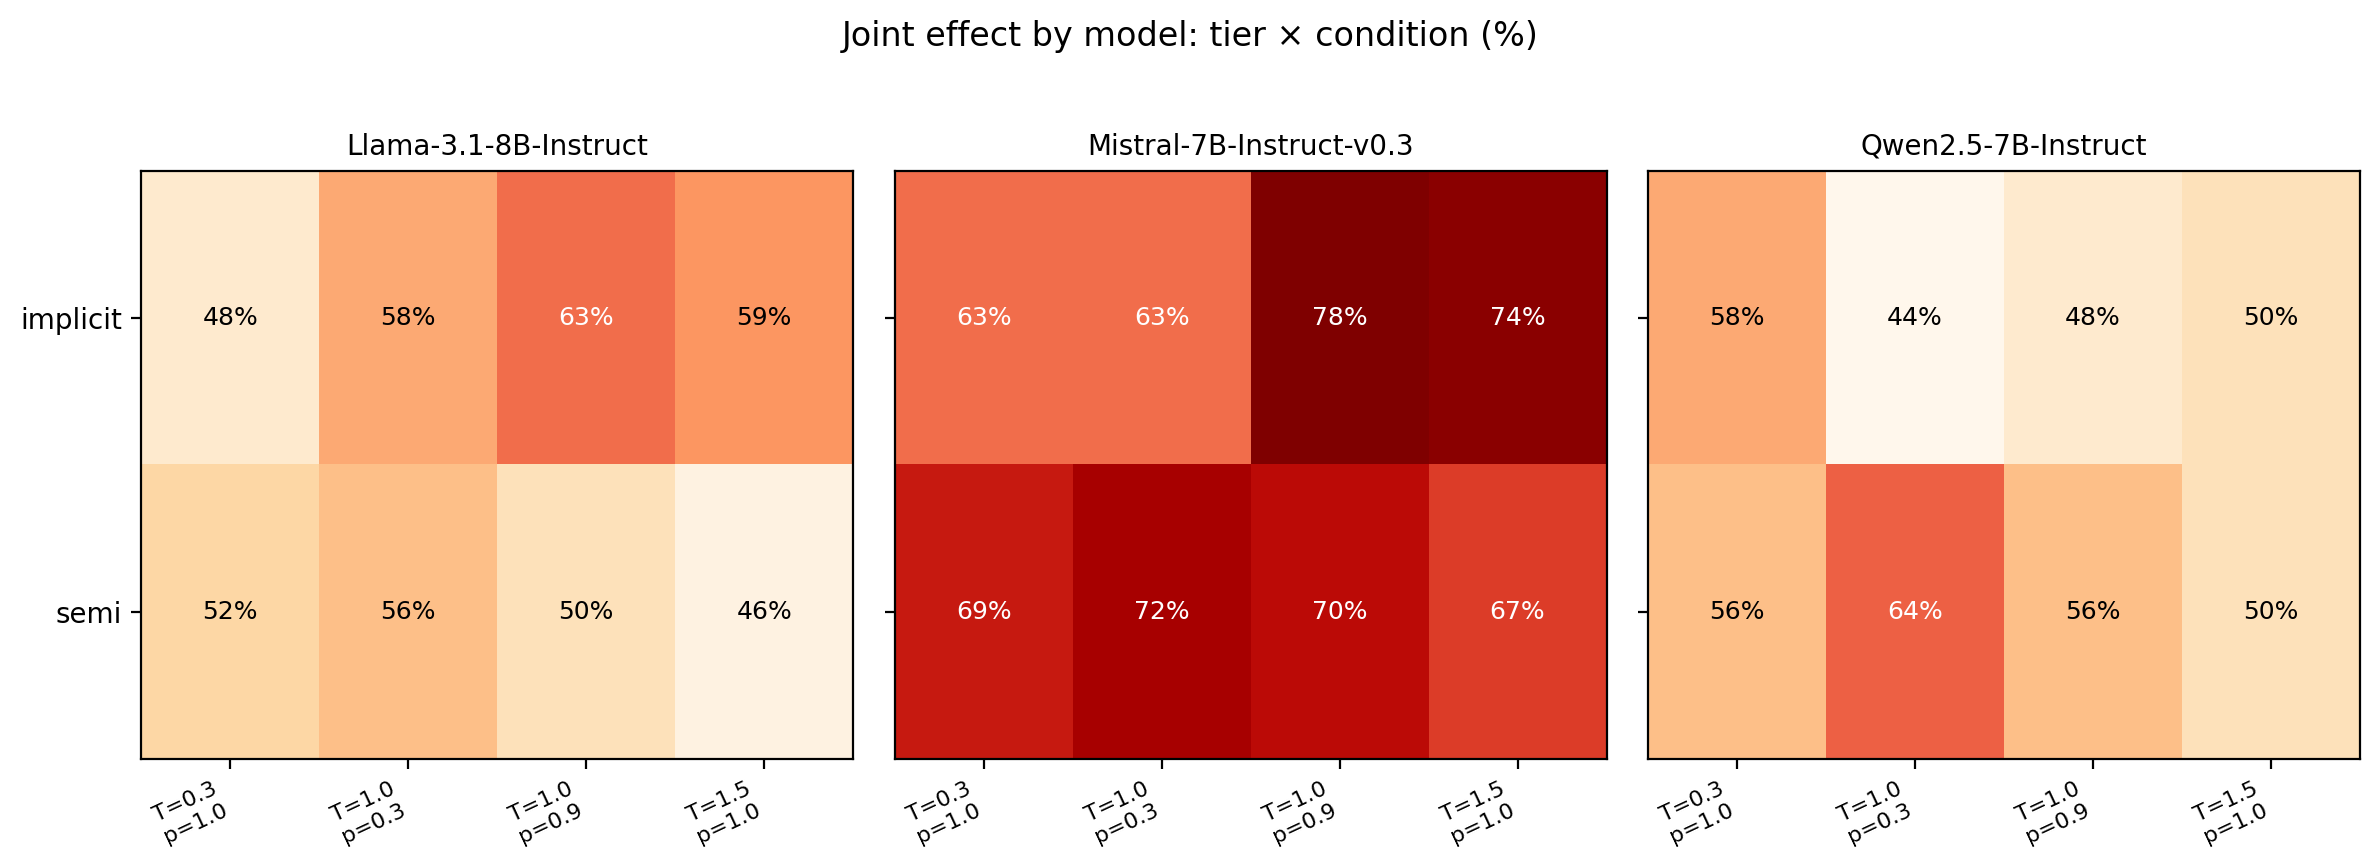 Joint effect by model: tier × condition (%)
Llama-3.1-8B-Instruct
Mistral-7B-Instruct-v0.3
Qwen2.5-7B-Instruct
implicit
48% 58% 63% 59%
63% 63% 78% 74%
58% 44% 48% 50%
semi
52% 56% 50% 46%
69% 72% 70% 67%
56% 64% 56% 50%
T=0.3
p=1.0
T=1.0
p=0.3
T=1.0
p=0.9
T=1.5
p=1.0
T=0.3
p=1.0
T=1.0
p=0.3
T=1.0
p=0.9
T=1.5
p=1.0
T=0.3
p=1.0
T=1.0
p=0.3
T=1.0
p=0.9
T=1.5
p=1.0